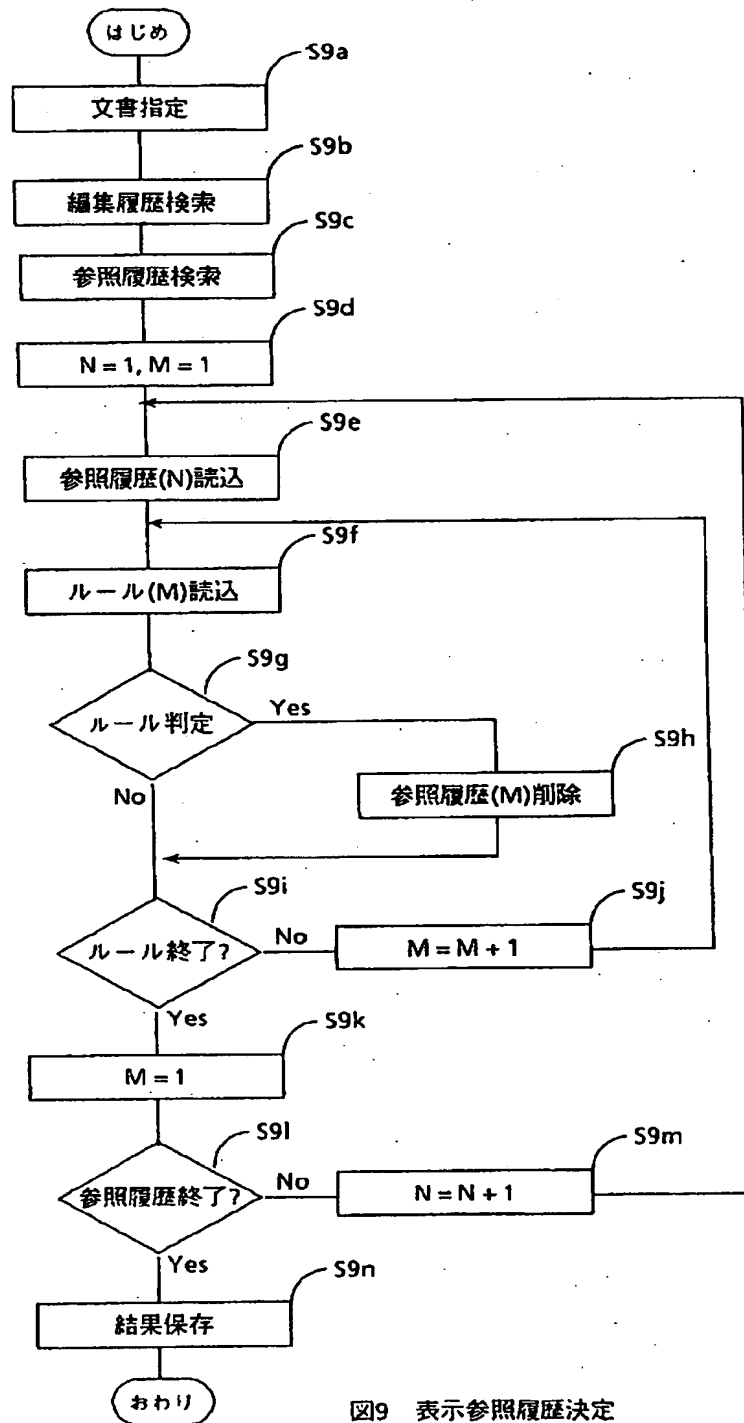 はじめ
S9a
文書指定
S9b
編集履歴検索
S9c
参照履歴検索
S9d
N = 1, M = 1
S9e
参照履歴(N)読込
S9f
ルール(M)読込
S9g
ルール判定
Yes
S9h
参照履歴(M)削除
No
S9i
ルール終了?
No
S9j
M = M + 1
Yes
S9k
M = 1
S9l
参照履歴終了?
No
S9m
N = N + 1
Yes
S9n
結果保存
おわり
図9 表示参照履歴決定